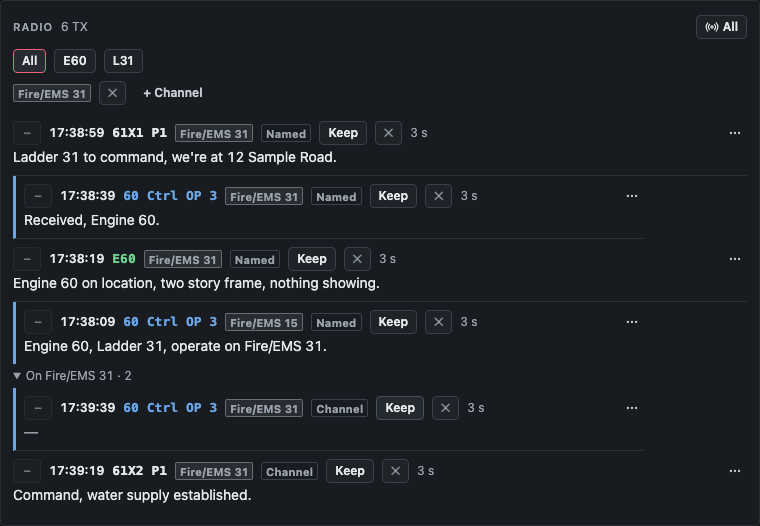 RADIO 6 TX All
All E60 L31
Fire/EMS 31 × + Channel
– 17:38:59 61X1 P1 Fire/EMS 31 Named Keep × 3 s ···
Ladder 31 to command, we're at 12 Sample Road.
– 17:38:39 60 Ctrl OP 3 Fire/EMS 31 Named Keep × 3 s ···
Received, Engine 60.
– 17:38:19 E60 Fire/EMS 31 Named Keep × 3 s ···
Engine 60 on location, two story frame, nothing showing.
– 17:38:09 60 Ctrl OP 3 Fire/EMS 15 Named Keep × 3 s ···
Engine 60, Ladder 31, operate on Fire/EMS 31.
▼ On Fire/EMS 31 · 2
– 17:39:39 60 Ctrl OP 3 Fire/EMS 31 Channel Keep × 3 s ···
—
– 17:39:19 61X2 P1 Fire/EMS 31 Channel Keep × 3 s ···
Command, water supply established.